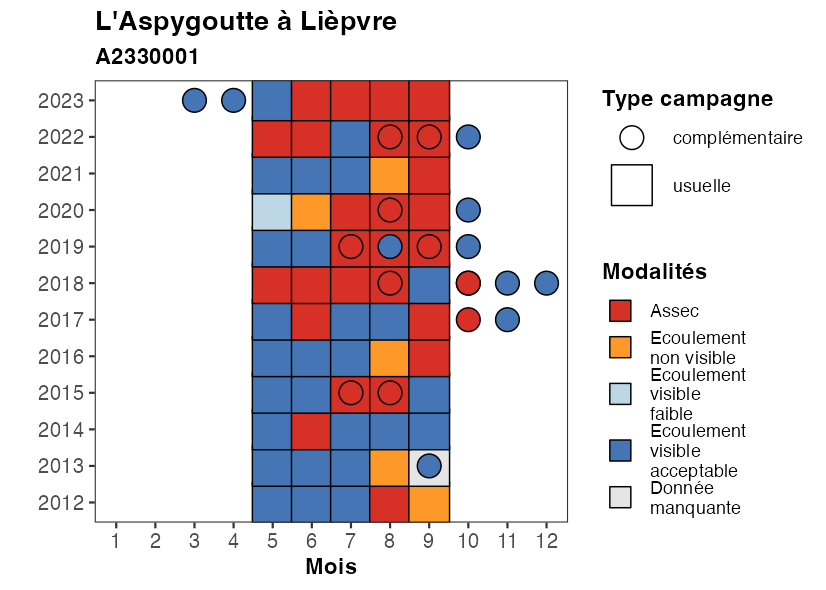 L'Aspygoutte à Lièpvre
A2330001
2023
2022
2021
2020
2019
2018
2017
2016
2015
2014
2013
2012
1 2 3 4 5 6 7 8 9 10 11 12
Mois
Type campagne
complémentaire
usuelle
Modalités
Assec
Ecoulement
non visible
Ecoulement
visible
faible
Ecoulement
visible
acceptable
Donnée
manquante